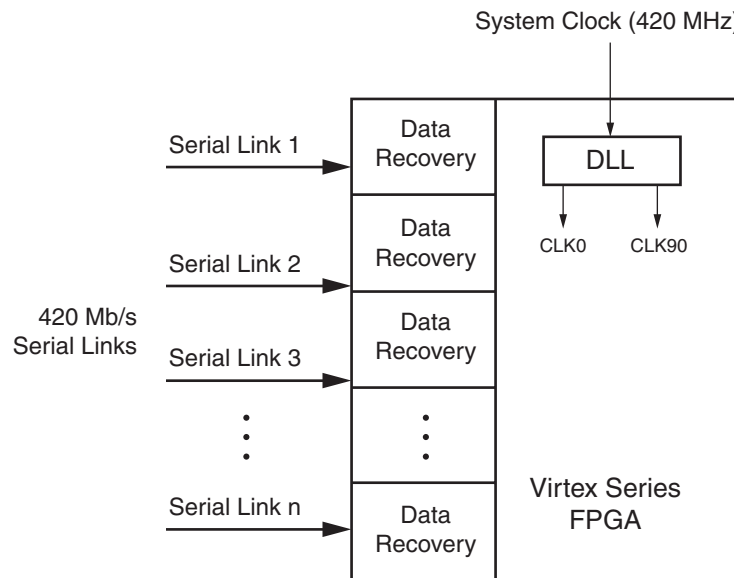 System Clock (420 MHz)
Data
Recovery
DLL
CLK0
CLK90
Serial Link 1
Data
Recovery
Serial Link 2
420 Mb/s
Serial Links
Data
Recovery
Serial Link 3
Serial Link n
Data
Recovery
Virtex Series
FPGA